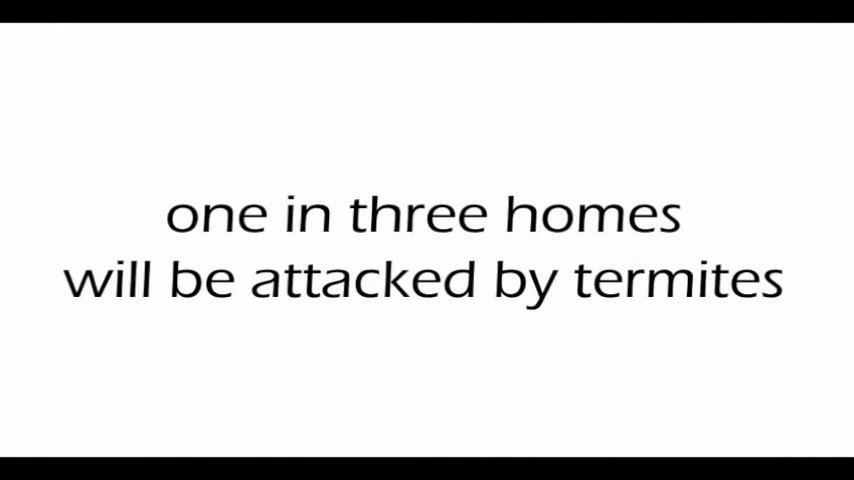 one in three homes
will be attacked by termites